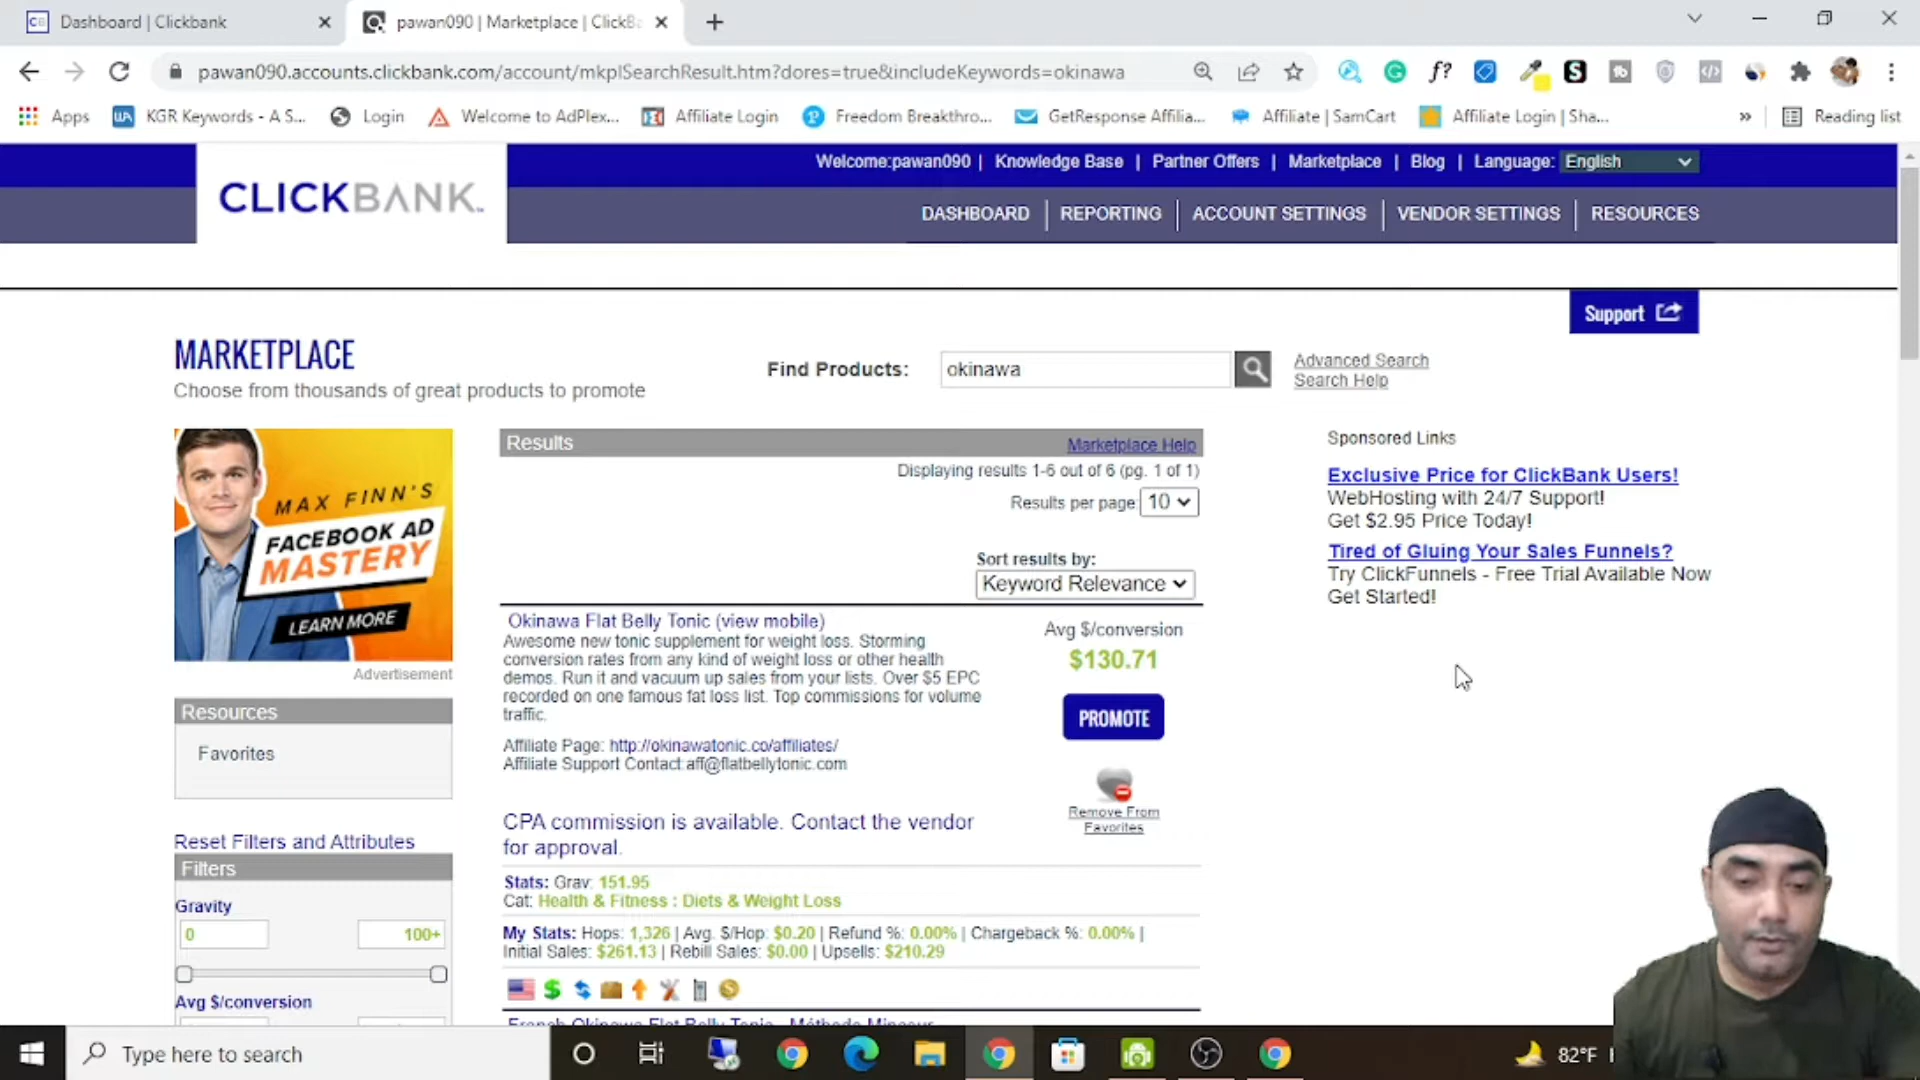 Dashboard | Clickbank
pawan090 | Marketplace | ClickBa
pawan090.accounts.clickbank.com/account/mkplSearchResult.htm?dores=true&includeKeywords=okinawa
Apps
KGR Keywords - A S...
Login
Welcome to AdPlex...
Affiliate Login
Freedom Breakthro...
GetResponse Affilia...
Affiliate | SamCart
Affiliate Login | Sha...
»
Reading list
Welcome:pawan090 | Knowledge Base | Partner Offers | Marketplace | Blog | Language: English
CLICKBANK
DASHBOARD | REPORTING | ACCOUNT SETTINGS | VENDOR SETTINGS | RESOURCES
Support
MARKETPLACE
Choose from thousands of great products to promote
Find Products: okinawa
Advanced Search
Search Help
MAX FINN'S
FACEBOOK AD
MASTERY
LEARN MORE
Advertisement
Resources
Favorites
Reset Filters and Attributes
Filters
Gravity
0 100+
Avg $/conversion
Results
Marketplace Help
Displaying results 1-6 out of 6 (pg. 1 of 1)
Results per page: 10
Sort results by:
Keyword Relevance
Okinawa Flat Belly Tonic (view mobile)
Awesome new tonic supplement for weight loss. Storming
conversion rates from any kind of weight loss or other health
demos. Run it and vacuum up sales from your lists. Over $5 EPC
recorded on one famous fat loss list. Top commissions for volume
traffic.
Affiliate Page: http://okinawatonic.co/affiliates/
Affiliate Support Contact:aff@flatbellytonic.com
CPA commission is available. Contact the vendor
for approval.
Avg $/conversion
$130.71
PROMOTE
Remove From
Favorites
Stats: Grav: 151.95
Cat: Health & Fitness : Diets & Weight Loss
My Stats: Hops: 1,326 | Avg. $/Hop: $0.20 | Refund %: 0.00% | Chargeback %: 0.00% |
Initial Sales: $261.13 | Rebill Sales: $0.00 | Upsells: $210.29
French Okinawa Flat Belly Tonic - Méthode Minceur
Sponsored Links
Exclusive Price for ClickBank Users!
WebHosting with 24/7 Support!
Get $2.95 Price Today!
Tired of Gluing Your Sales Funnels?
Try ClickFunnels - Free Trial Available Now
Get Started!
Type here to search
82°F